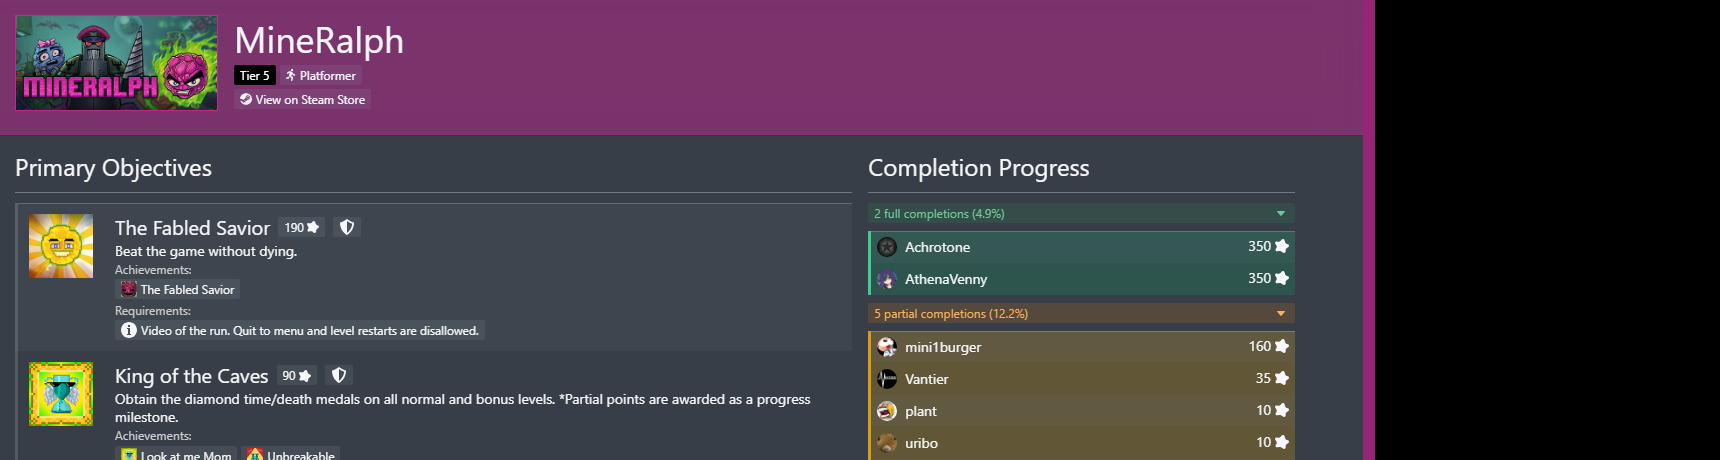 MINERALPH
MineRalph
Tier 5 Platformer
View on Steam Store
Primary Objectives
The Fabled Savior 190
Beat the game without dying.
Achievements:
The Fabled Savior
Requirements:
Video of the run. Quit to menu and level restarts are disallowed.
King of the Caves 90
Obtain the diamond time/death medals on all normal and bonus levels. *Partial points are awarded as a progress
milestone.
Achievements:
Look at me Mom Unbreakable
Completion Progress
2 full completions (4.9%)
Achrotone 350
AthenaVenny 350
5 partial completions (12.2%)
mini1burger 160
Vantier 35
plant 10
uribo 10